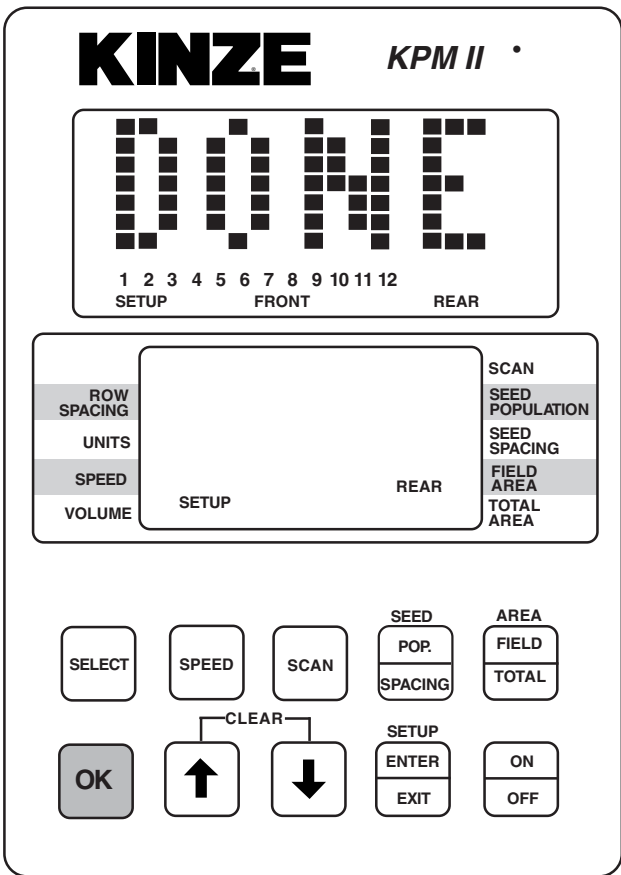 KINZE KPM II
DONE
1 2 3 4 5 6 7 8 9 10 11 12
SETUP FRONT REAR
SCAN
ROW SPACING
SEED POPULATION
UNITS
SEED SPACING
SPEED
FIELD AREA
VOLUME
TOTAL AREA
SETUP REAR
SEED AREA
SELECT SPEED SCAN POP. FIELD
SPACING TOTAL
CLEAR
SETUP
OK ENTER ON
EXIT OFF